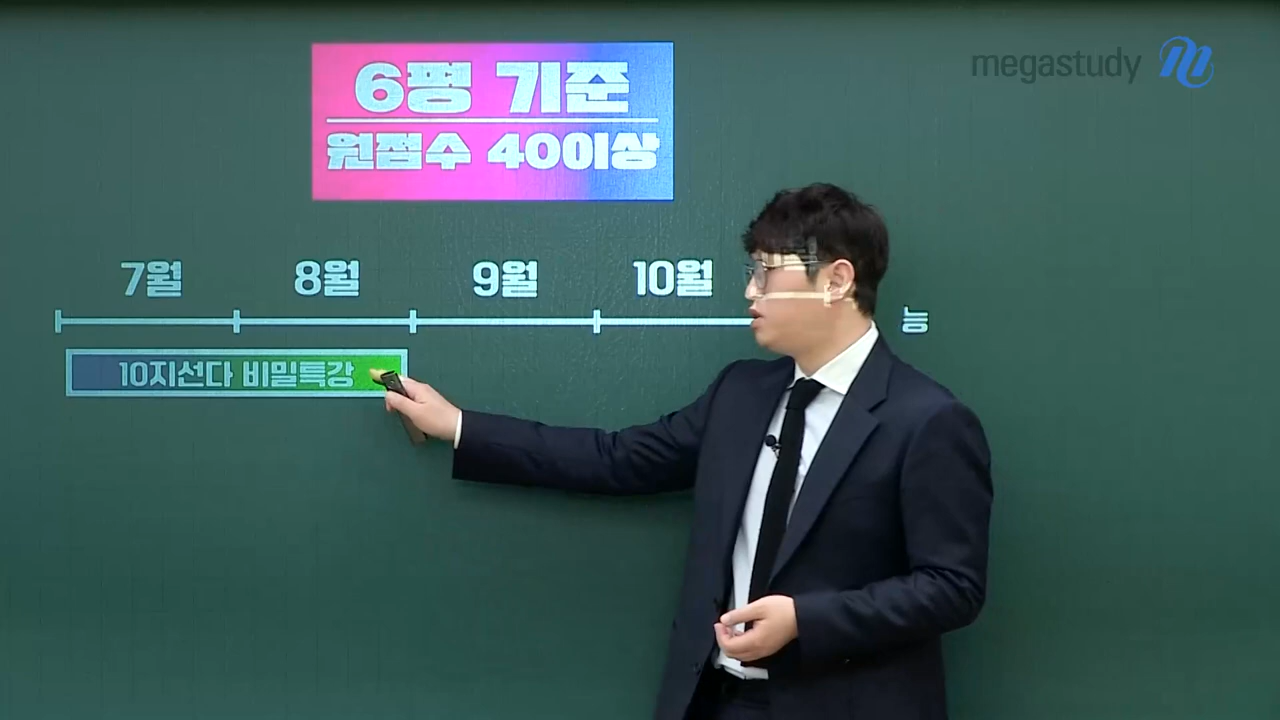 megastudy
6평 기준
원점수 40이상
7월 8월 9월 10월
능
10지선다 비밀특강